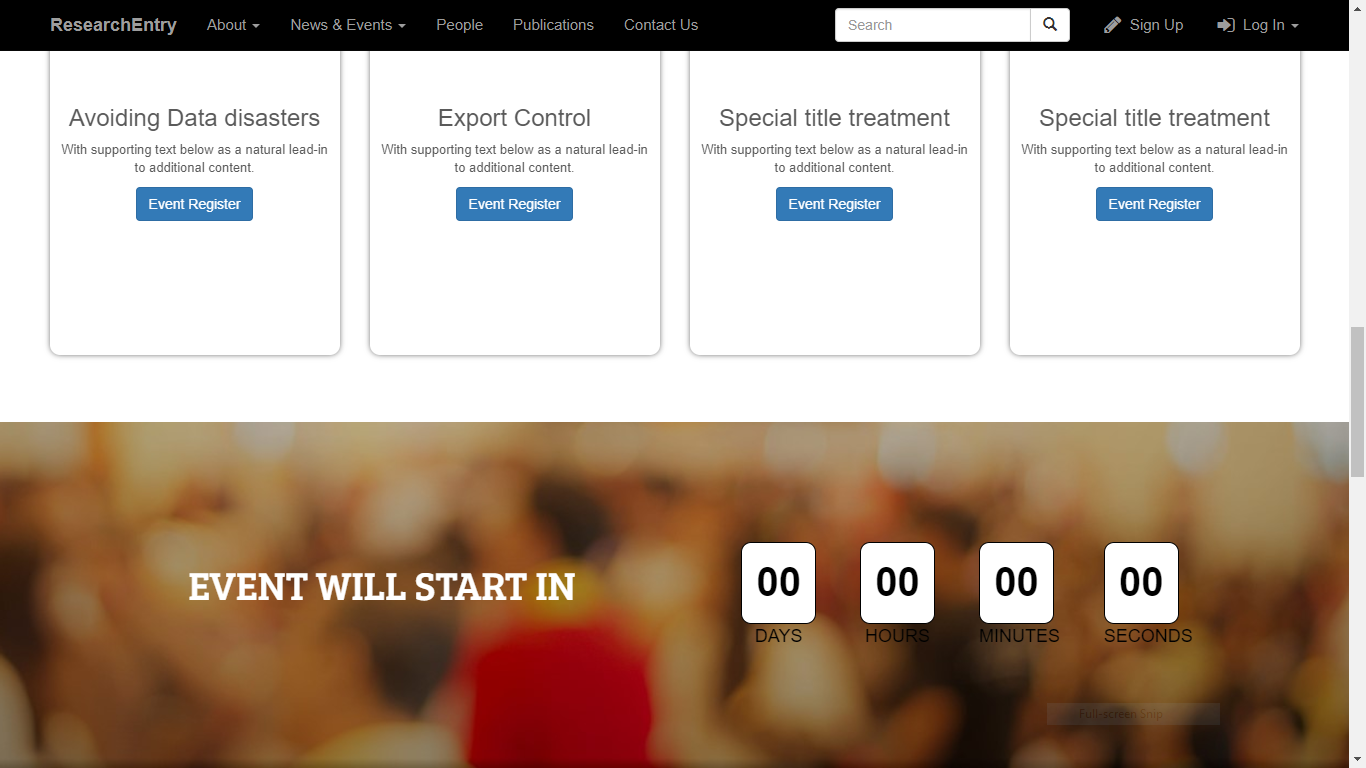 ResearchEntry About News & Events People Publications Contact Us Search Sign Up Log In
Avoiding Data disasters
With supporting text below as a natural lead-in
to additional content.
Event Register
Export Control
With supporting text below as a natural lead-in
to additional content.
Event Register
Special title treatment
With supporting text below as a natural lead-in
to additional content.
Event Register
Special title treatment
With supporting text below as a natural lead-in
to additional content.
Event Register
EVENT WILL START IN
00 00 00 00
DAYS HOURS MINUTES SECONDS
Full-screen Snip